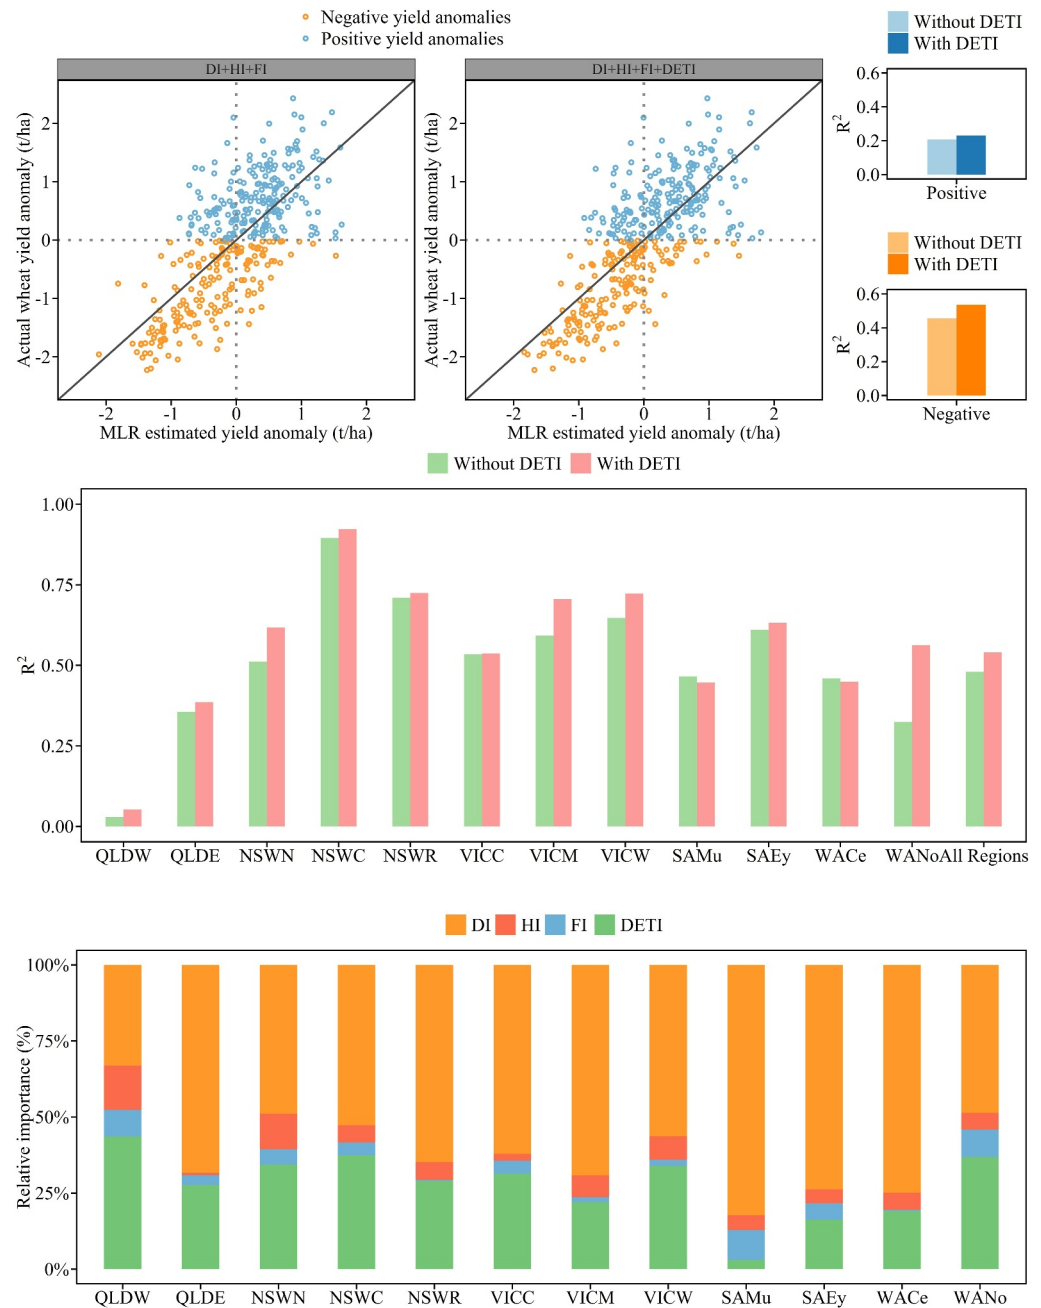 Negative yield anomalies
Positive yield anomalies
Without DETI
With DETI
DI+HI+FI
DI+HI+FI+DETI
Actual wheat yield anomaly (t/ha)
2
1
0
-1
-2
-2 -1 0 1 2
MLR estimated yield anomaly (t/ha)
Actual wheat yield anomaly (t/ha)
2
1
0
-1
-2
-2 -1 0 1 2
MLR estimated yield anomaly (t/ha)
R²
0.6
0.4
0.2
0.0
Positive
Without DETI
With DETI
R²
0.6
0.4
0.2
0.0
Negative
Without DETI With DETI
R²
1.00
0.75
0.50
0.25
0.00
QLDW QLDE NSWN NSWC NSWR VICC VICM VICW SAMu SAEy WACe WANo All Regions
DI HI FI DETI
Relative importance (%)
100%
75%
50%
25%
0%
QLDW QLDE NSWN NSWC NSWR VICC VICM VICW SAMu SAEy WACe WANo